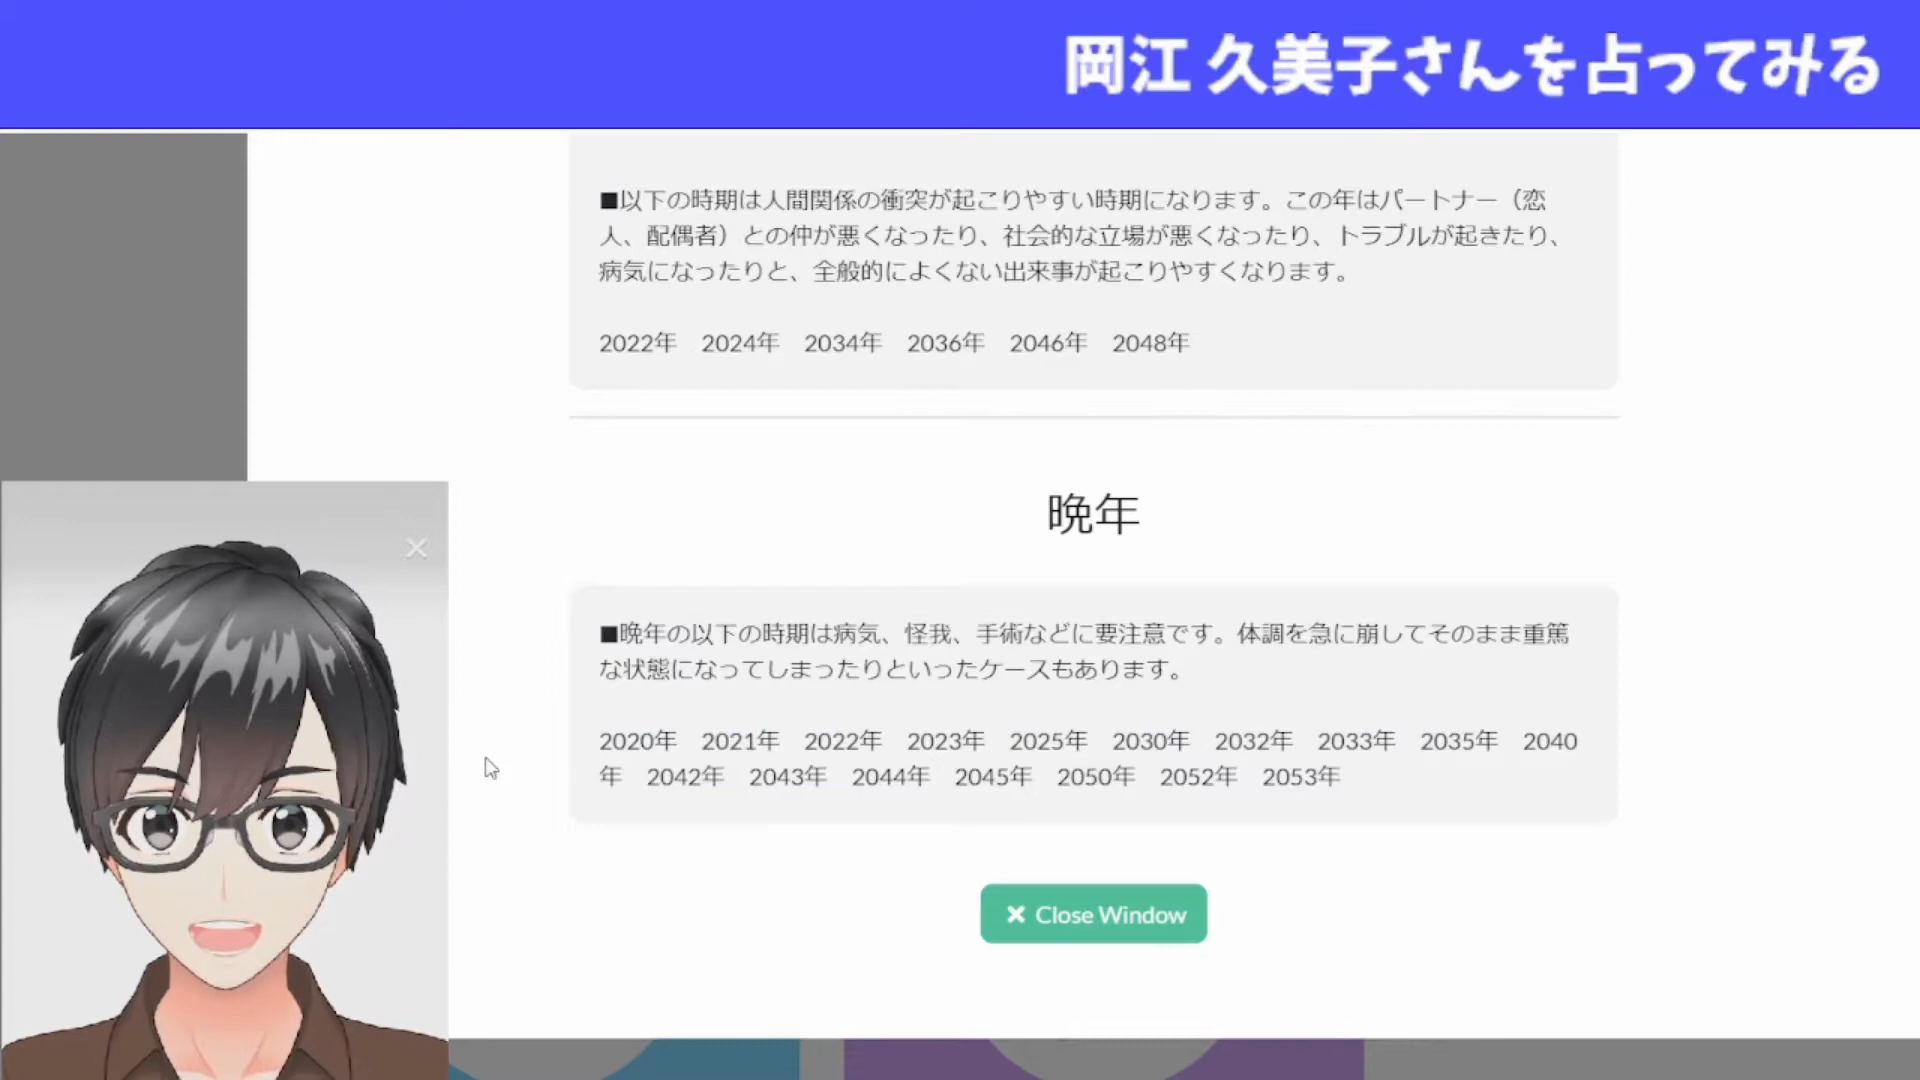 岡江 久美子さんを占ってみる
■以下の時期は人間関係の衝突が起こりやすい時期になります。この年はパートナー（恋
人、配偶者）との仲が悪くなったり、社会的な立場が悪くなったり、トラブルが起きたり、
病気になったりと、全般的によくない出来事が起こりやすくなります。
2022年　2024年　2034年　2036年　2046年　2048年
晩年
■晩年の以下の時期は病気、怪我、手術などに要注意です。体調を急に崩してそのまま重篤
な状態になってしまったりといったケースもあります。
2020年　2021年　2022年　2023年　2025年　2030年　2032年　2033年　2035年　2040
年　2042年　2043年　2044年　2045年　2050年　2052年　2053年
Close Window